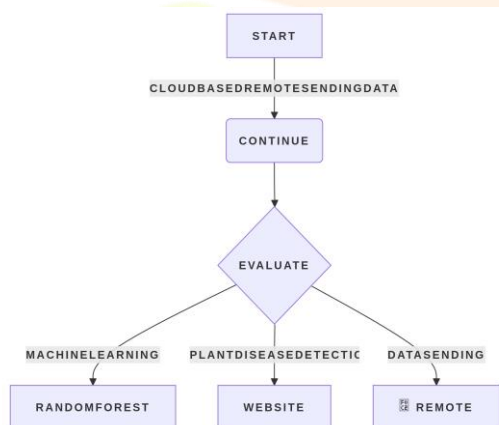 START
CLOUDBASEDREMOTESENDINGDATA
CONTINUE
EVALUATE
MACHINELEARNING
PLANTDISEASEDETECTIC
DATASENDING
RANDOMFOREST
WEBSITE
REMOTE